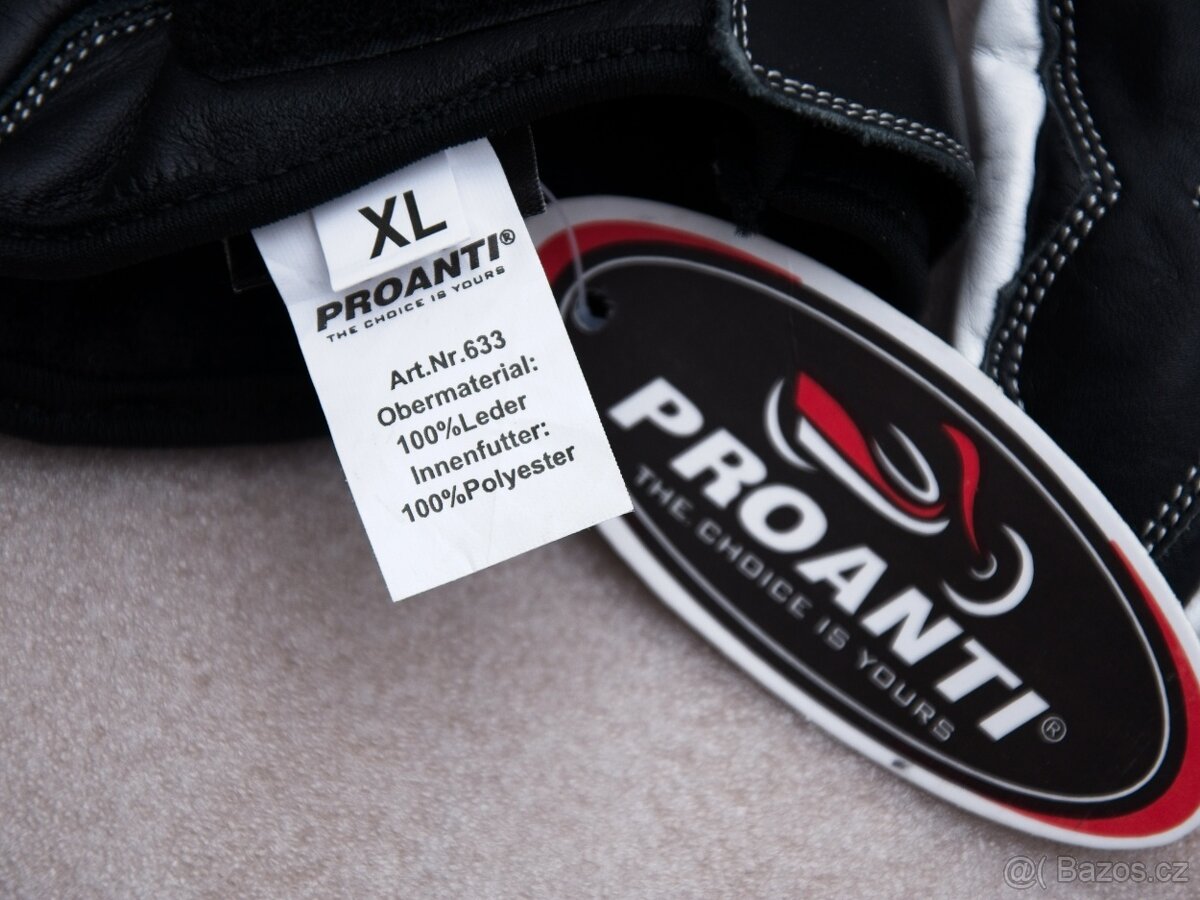 XL
PROANTI®
THE CHOICE IS YOURS
Art.Nr.633
Obermaterial:
100%Leder
Innenfutter:
100%Polyester
PROANTI®
THE CHOICE IS YOURS
@( Bazos.cz